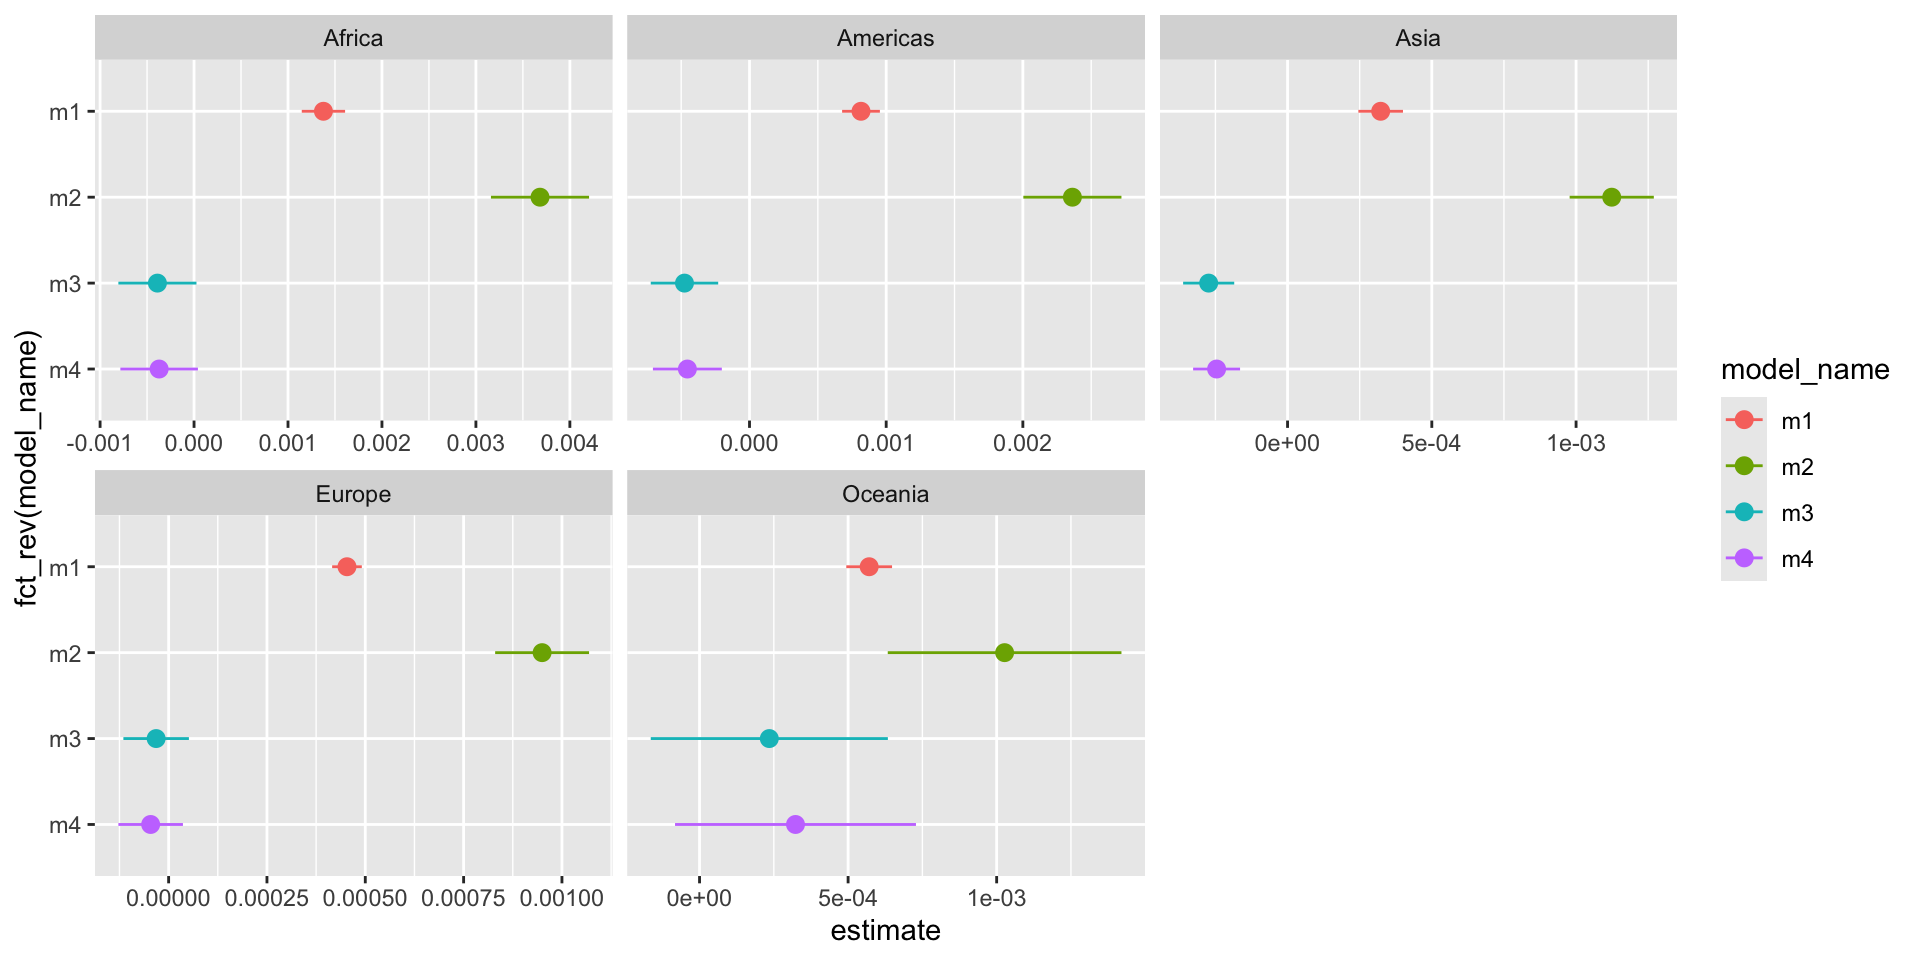 Africa
Americas
Asia
m1
m2
m3
m4
-0.001 0.000 0.001 0.002 0.003 0.004
0.000 0.001 0.002
0e+00 5e-04 1e-03
Europe
Oceania
m1
m2
m3
m4
0.00000 0.00025 0.00050 0.00075 0.00100
0e+00 5e-04 1e-03
estimate
fct_rev(model_name)
model_name
m1
m2
m3
m4